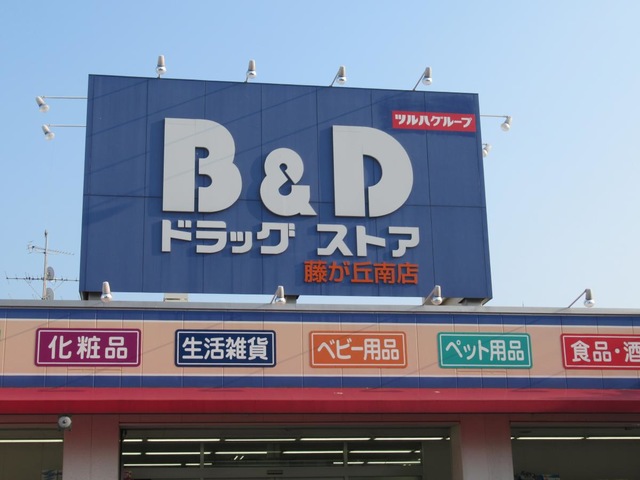 ツルハグループ
B&D
ドラッグ ストア
藤が丘南店
化粧品
生活雑貨
ベビー用品
ペット用品
食品・酒